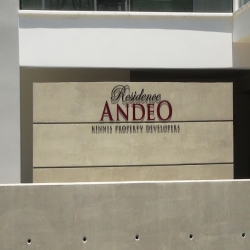 Residence
ANDEO
KINNIS PROPERTY DEVELOPERS